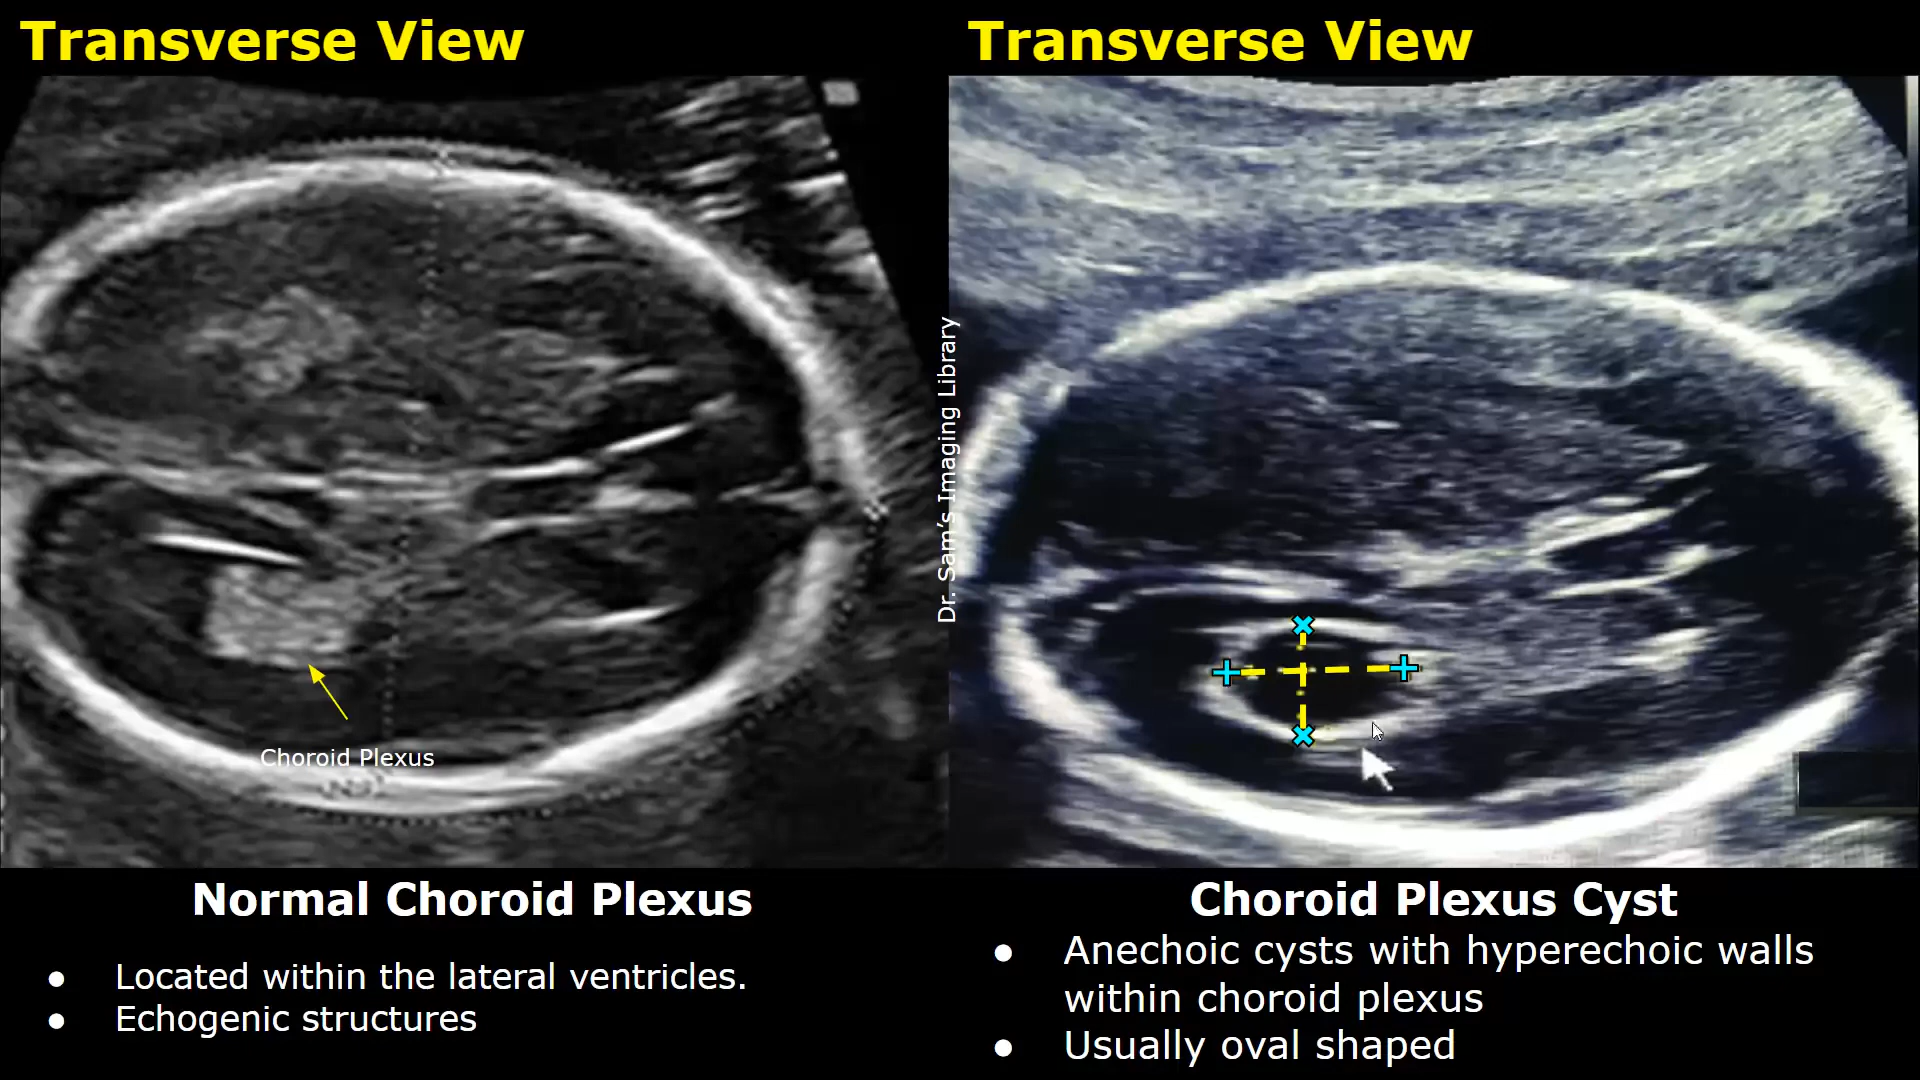 Transverse View
Transverse View
Dr. Sam's Imaging Library
Choroid Plexus
Normal Choroid Plexus
● Located within the lateral ventricles.
● Echogenic structures
Choroid Plexus Cyst
● Anechoic cysts with hyperechoic walls
within choroid plexus
● Usually oval shaped